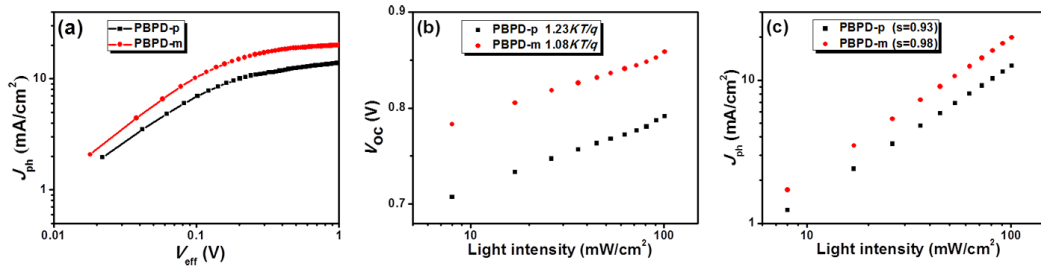 (a)
PBPD-p
PBPD-m
J_ph (mA/cm²)
10
1
0.01
0.1
1
V_eff (V)
(b)
PBPD-p 1.23KT/q
PBPD-m 1.08KT/q
V_OC (V)
0.9
0.8
0.7
10
100
Light intensity (mW/cm²)
(c)
PBPD-p (s=0.93)
PBPD-m (s=0.98)
J_ph (mA/cm²)
10
1
10
100
Light intensity (mW/cm²)